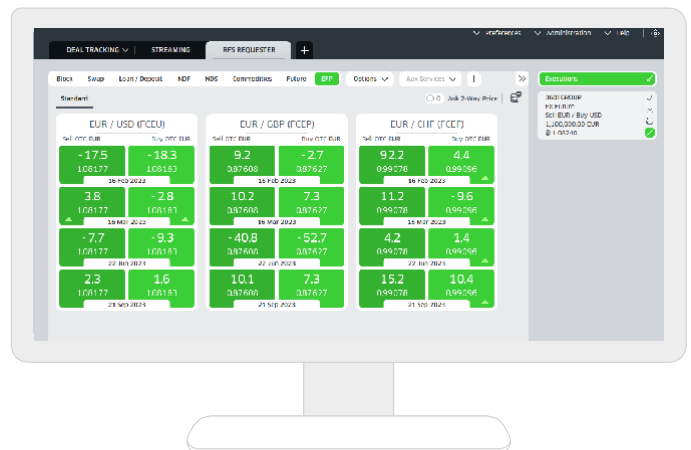 Preferences Administration Help
DEAL TRACKING STREAMING RFS REQUESTER +
Block Swap Loan / Deposit NDF NDS Commodities Future EFP Options Aux Services
Executions
Standard
Ask 2-Way Price
360TGROUP
FX FUTURE
Sell EUR / Buy USD
1,500,000.00 EUR
@ 1.08240
EUR / USD (FCEU) EUR / GBP (FCEP) EUR / CHF (FCEF)
Sell OTC EUR Buy OTC EUR Sell OTC EUR Buy OTC EUR Sell OTC EUR Buy OTC EUR
-17.5 -18.3 9.2 -2.7 92.2 4.4
1.08177 1.08183 0.87608 0.87627 0.99078 0.99096
16 Feb 2023 16 Feb 2023 16 Feb 2023
3.8 -2.8 10.2 7.3 11.2 -9.6
1.08177 1.08183 0.87608 0.87627 0.99078 0.99096
16 Mar 2023 16 Mar 2023 16 Mar 2023
-7.7 -9.3 -40.8 -52.7 4.2 1.4
1.08177 1.08183 0.87608 0.87627 0.99078 0.99096
22 Jun 2023 22 Jun 2023 22 Jun 2023
2.3 1.6 10.1 7.3 15.2 10.4
1.08177 1.08183 0.87608 0.87627 0.99078 0.99096
21 Sep 2023 21 Sep 2023 21 Sep 2023